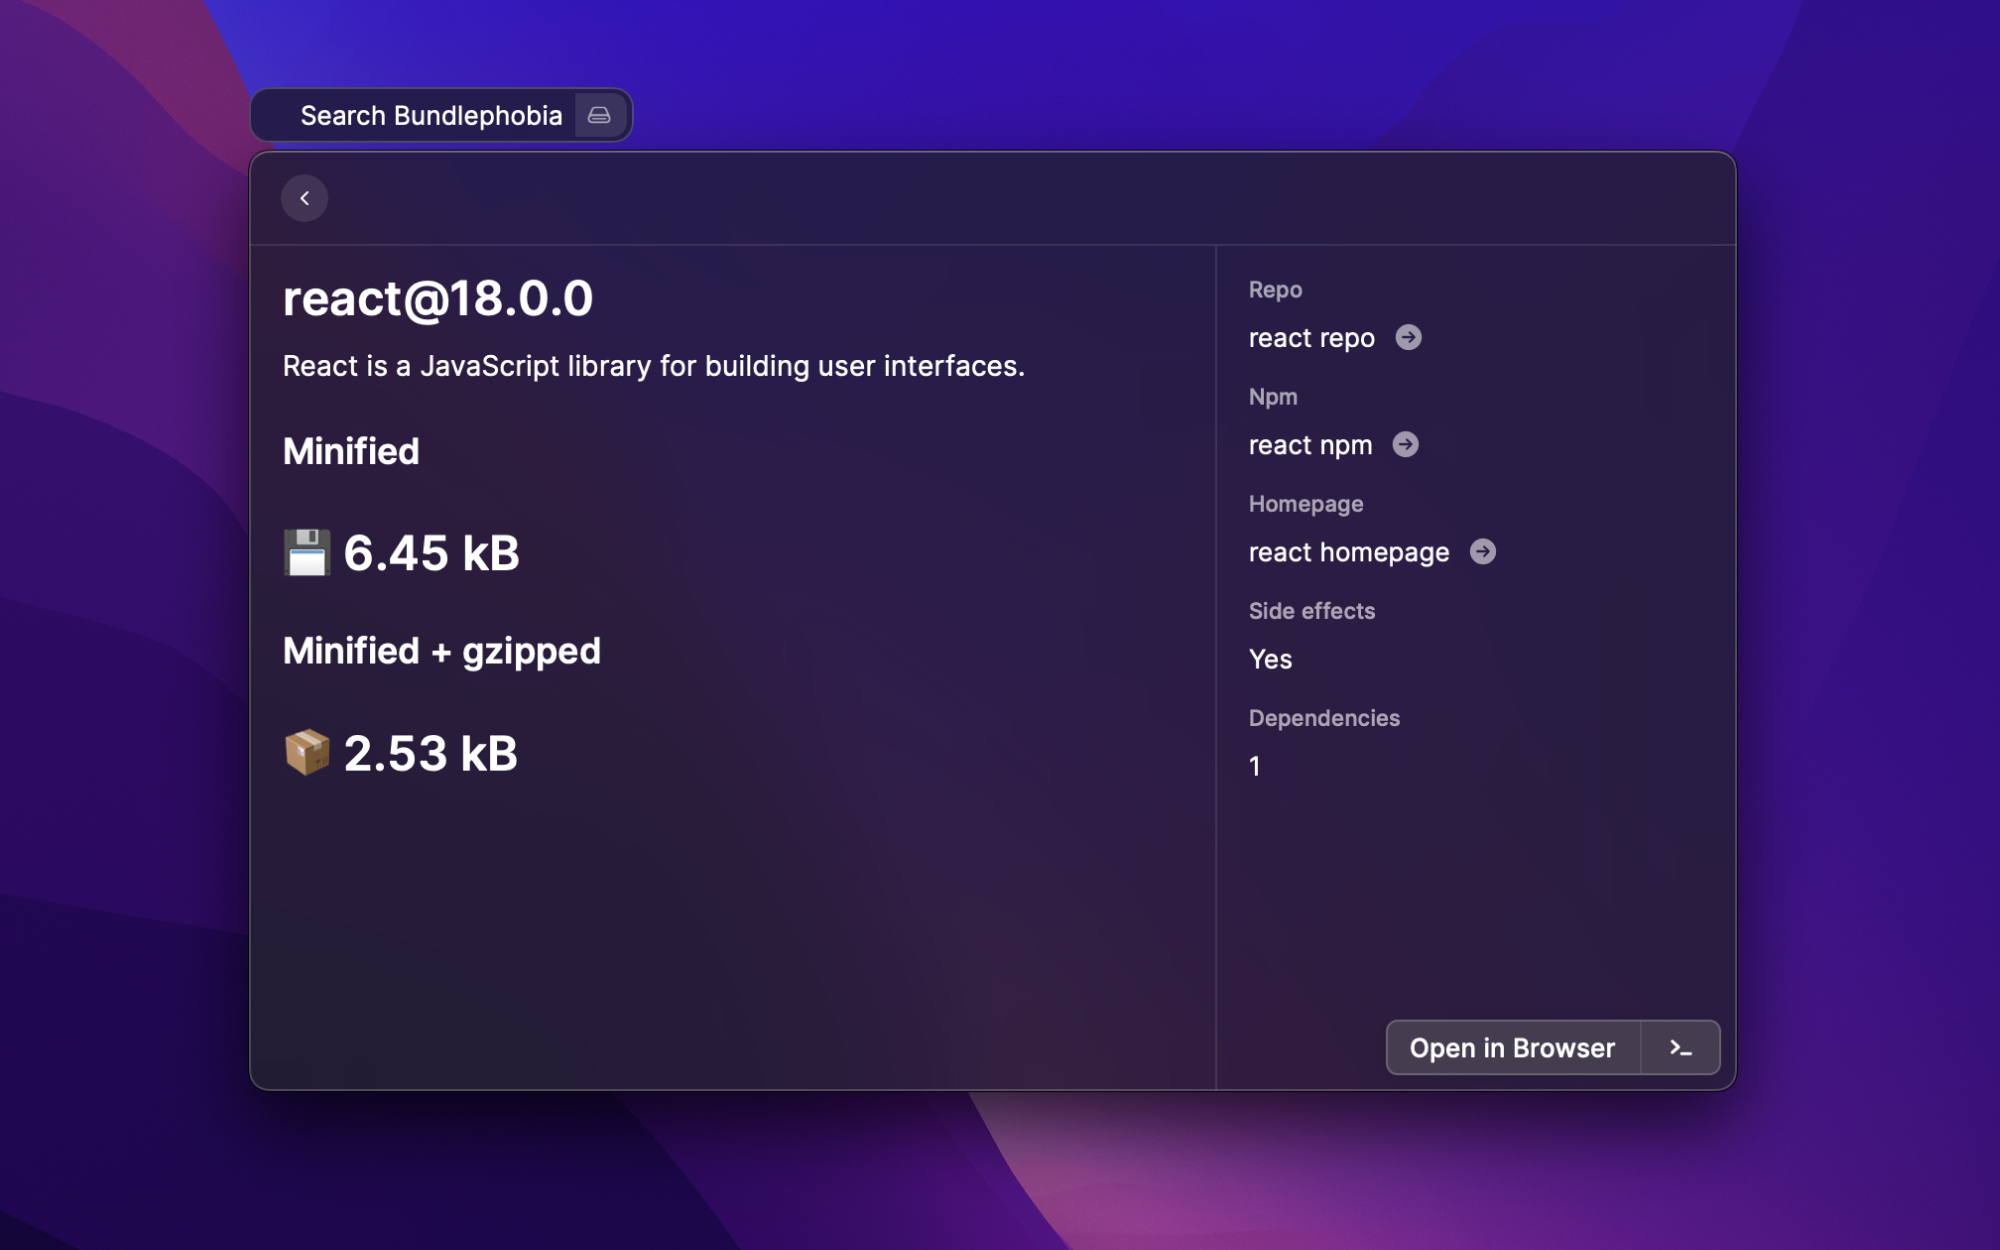 Search Bundlephobia
react@18.0.0
React is a JavaScript library for building user interfaces.
Minified
💾 6.45 kB
Minified + gzipped
📦 2.53 kB
Repo
react repo
Npm
react npm
Homepage
react homepage
Side effects
Yes
Dependencies
1
Open in Browser